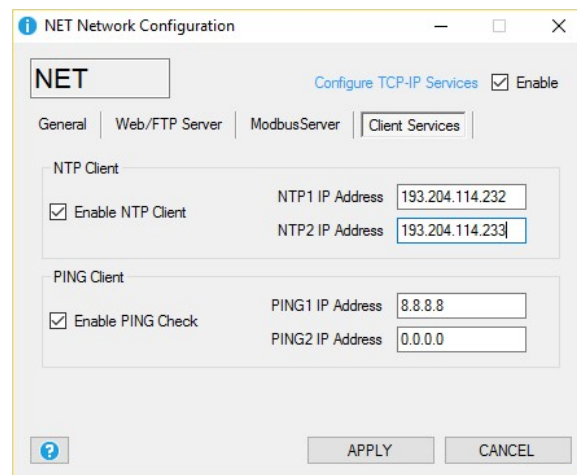 NET Network Configuration
NET
Configure TCP-IP Services Enable
General Web/FTP Server ModbusServer Client Services
NTP Client
Enable NTP Client
NTP1 IP Address 193.204.114.232
NTP2 IP Address 193.204.114.233
PING Client
Enable PING Check
PING1 IP Address 8.8.8.8
PING2 IP Address 0.0.0.0
? APPLY CANCEL